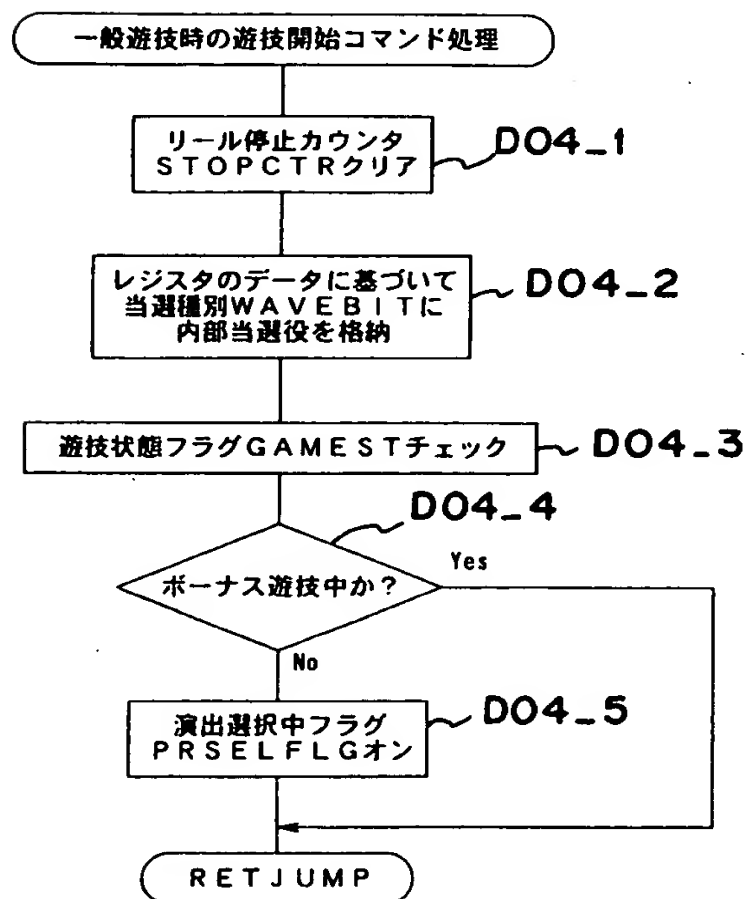 一般遊技時の遊技開始コマンド処理
リール停止カウンタ
STOPCTRクリア
DO4_1
レジスタのデータに基づいて
当選種別WAVEBITに
内部当選役を格納
DO4_2
遊技状態フラグGAMESTチェック
DO4_3
DO4_4
ボーナス遊技中か?
Yes
No
演出選択中フラグ
PRSELFLGオン
DO4_5
RETJUMP